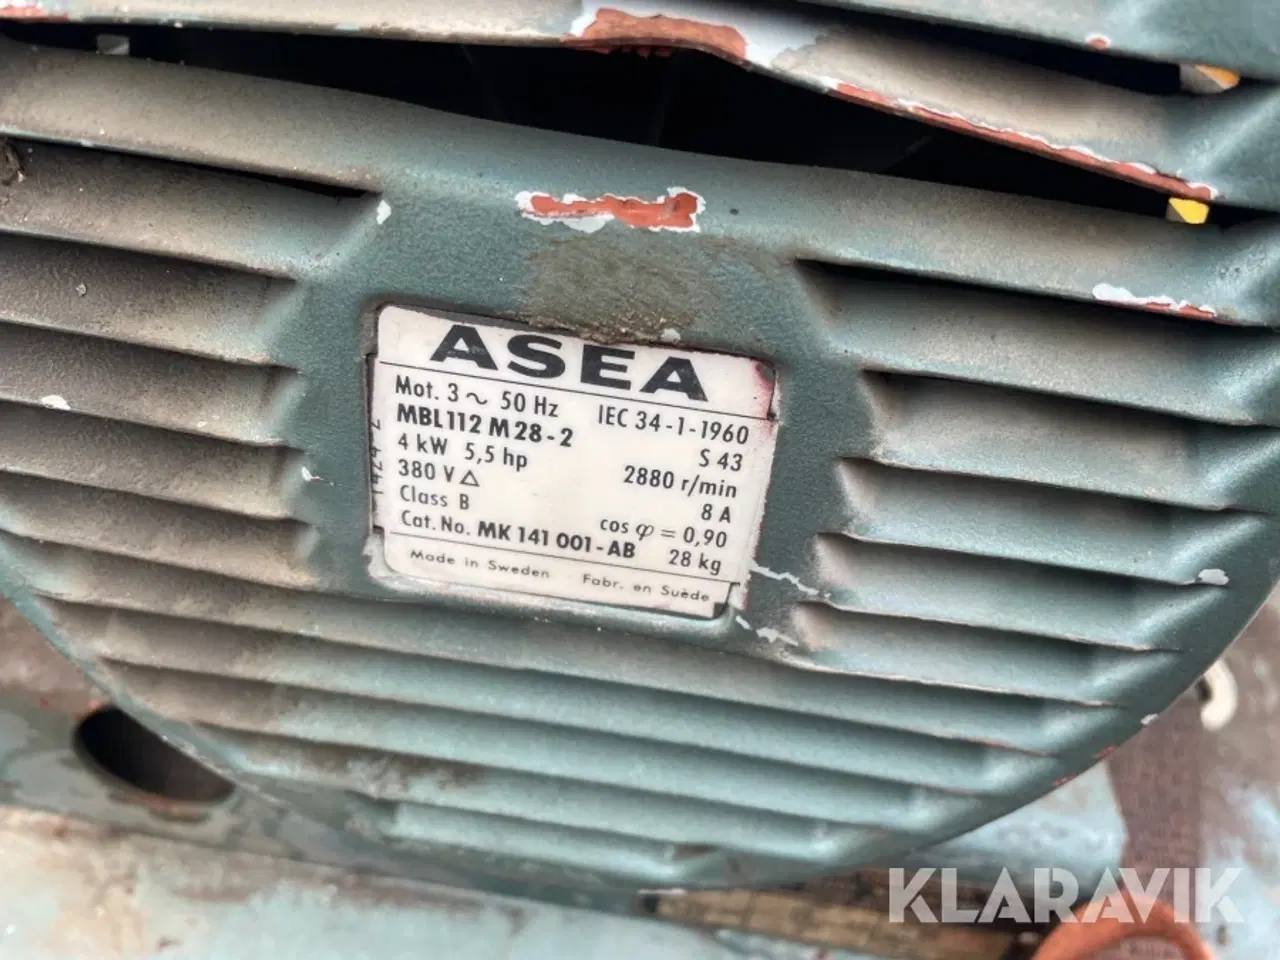 ASEA
Mot. 3 ~ 50 Hz IEC 34-1-1960
MBL112 M 28-2 S 43
4 kW 5,5 hp 2880 r/min
380 V △ 8 A
Class B cos φ = 0,90
Cat. No. MK 141 001-AB 28 kg
Made in Sweden Fabr. en Suède
KLARAVIK